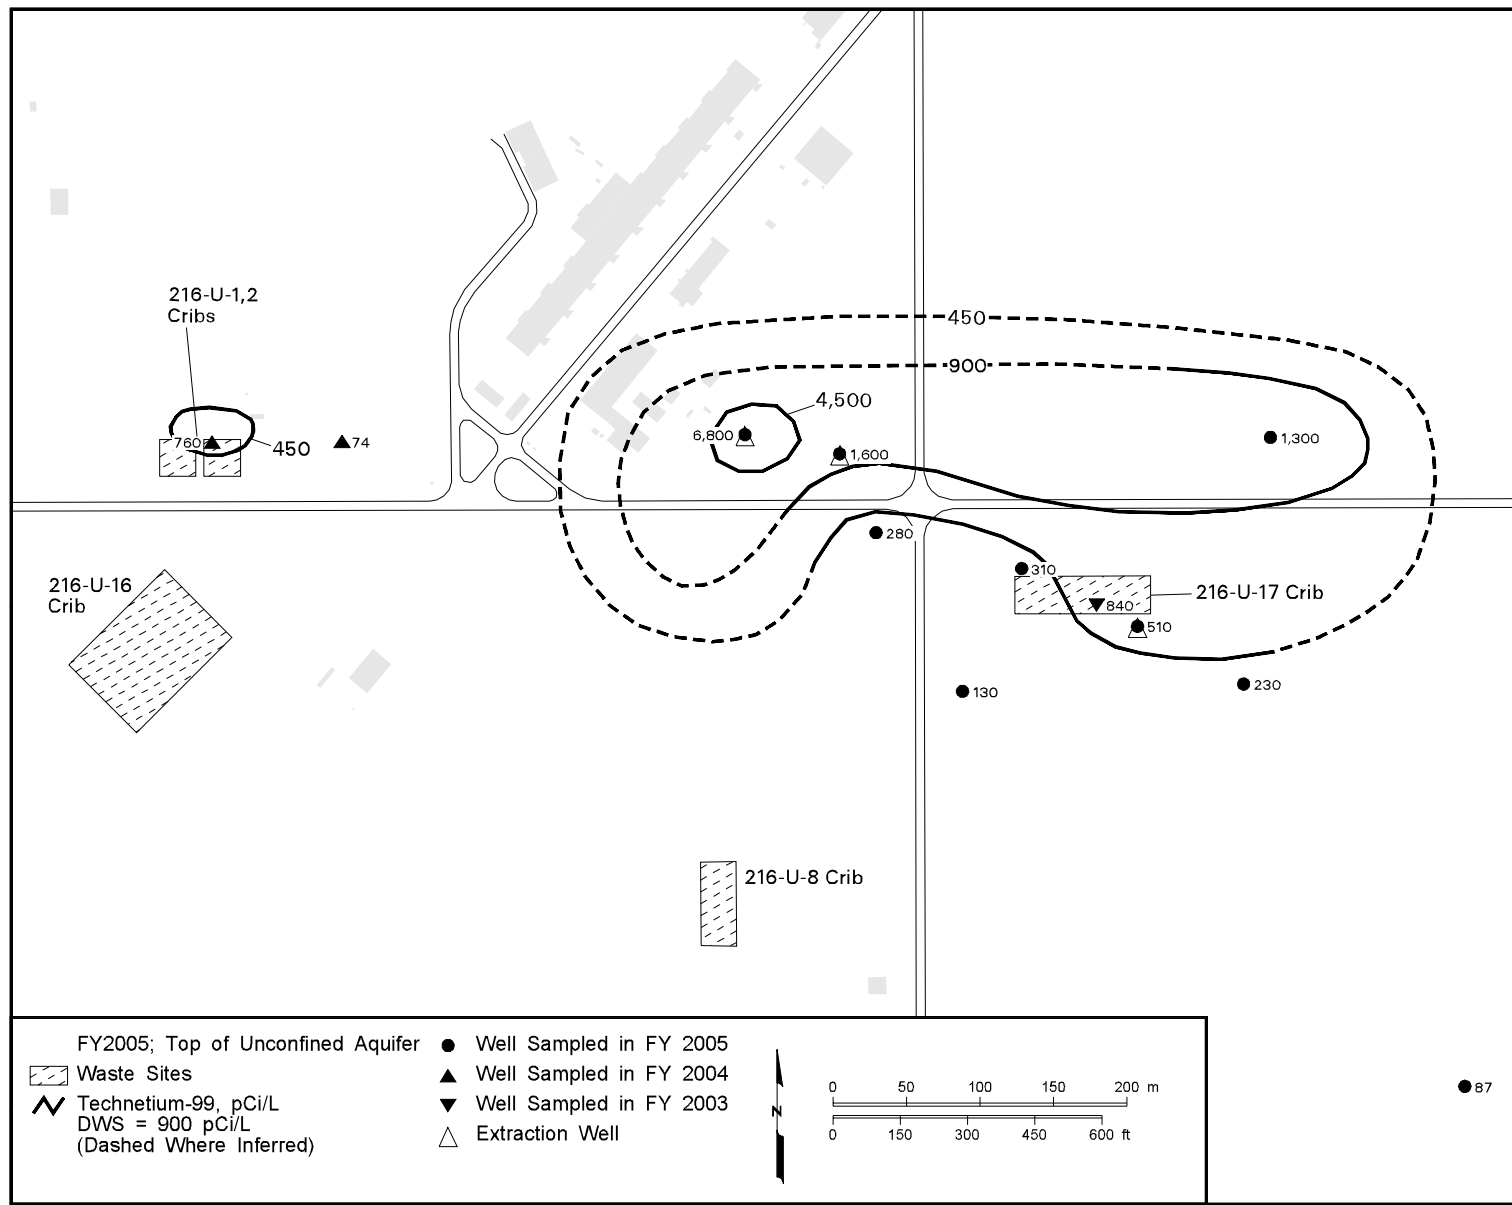 450
900
216-U-1,2
Cribs
4,500
6,800
1,600
1,300
760
450
74
280
310
216-U-16
Crib
840
216-U-17 Crib
510
130
230
216-U-8 Crib
FY2005; Top of Unconfined Aquifer
Waste Sites
Technetium-99, pCi/L
DWS = 900 pCi/L
(Dashed Where Inferred)
Well Sampled in FY 2005
Well Sampled in FY 2004
Well Sampled in FY 2003
Extraction Well
N
0 50 100 150 200 m
0 150 300 450 600 ft
87